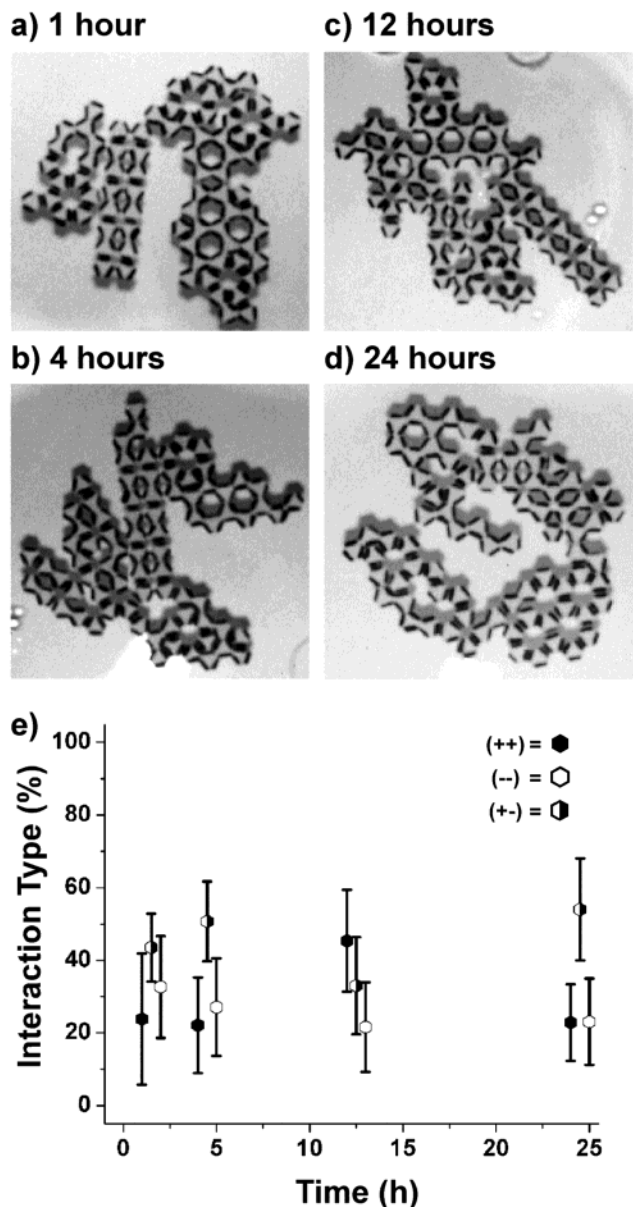 a) 1 hour
c) 12 hours
b) 4 hours
d) 24 hours
e)
100
80
60
40
20
0
Interaction Type (%)
(++) =
(--) =
(+-) =
0 5 10 15 20 25
Time (h)